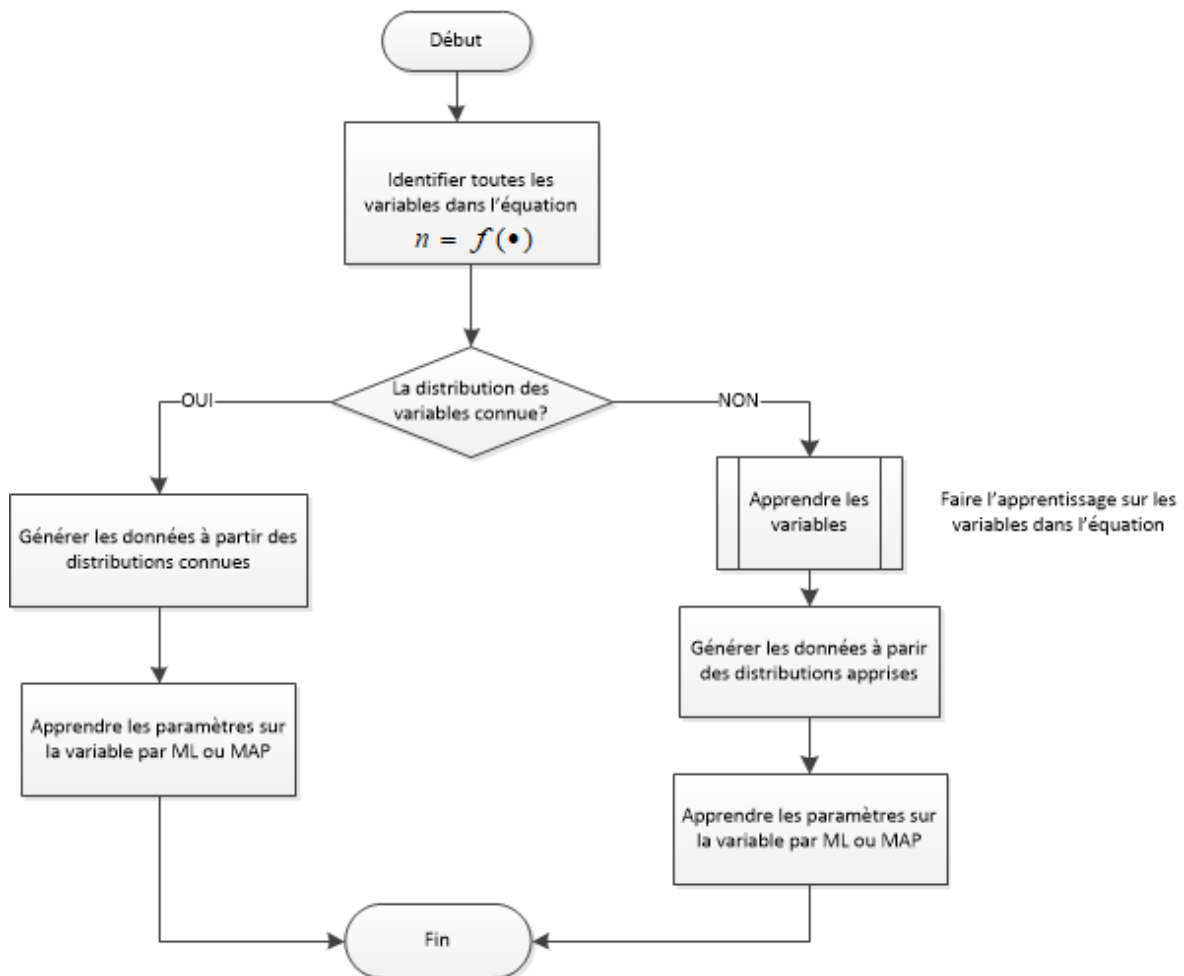 Début
Identifier toutes les
variables dans l'équation
n = f(•)
La distribution des
variables connue?
OUI
NON
Apprendre les
variables
Faire l'apprentissage sur les
variables dans l'équation
Générer les données à partir des
distributions connues
Générer les données à parir
des distributions apprises
Apprendre les paramètres sur
la variable par ML ou MAP
Apprendre les paramètres sur
la variable par ML ou MAP
Fin